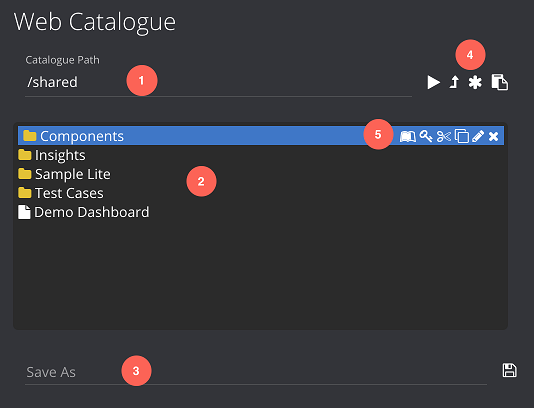 Web Catalogue
Catalogue Path
/shared
1
4
Components
5
Insights
Sample Lite
2
Test Cases
Demo Dashboard
Save As
3